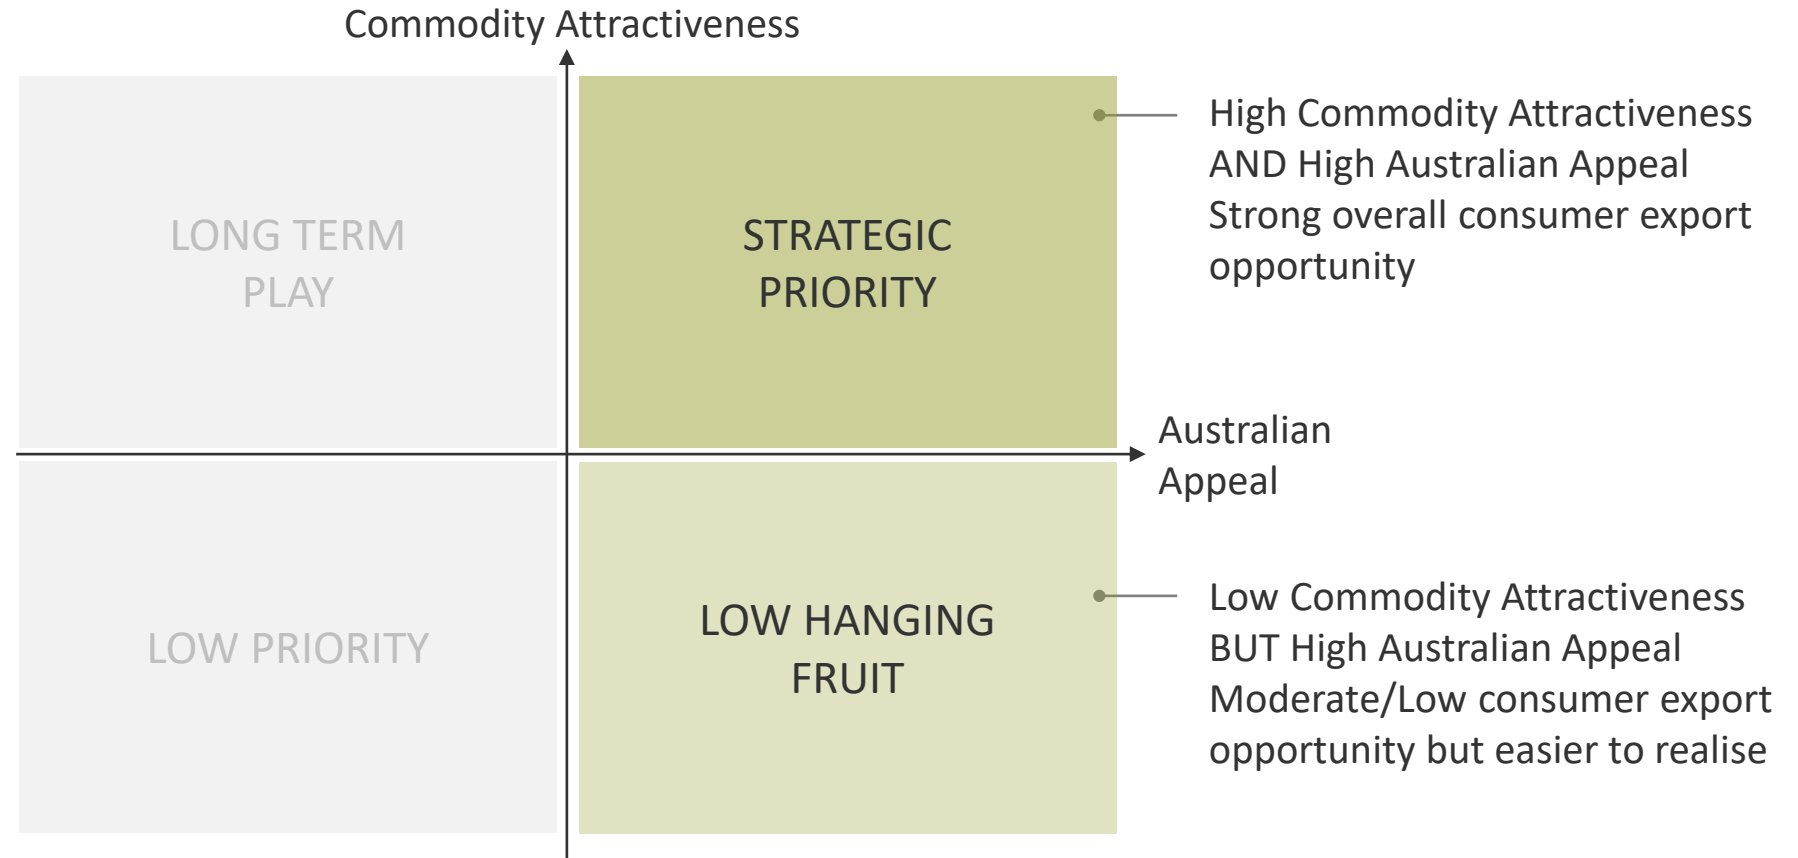 Commodity Attractiveness
LONG TERM
PLAY
STRATEGIC
PRIORITY
High Commodity Attractiveness
AND High Australian Appeal
Strong overall consumer export
opportunity
Australian
Appeal
LOW PRIORITY
LOW HANGING
FRUIT
Low Commodity Attractiveness
BUT High Australian Appeal
Moderate/Low consumer export
opportunity but easier to realise